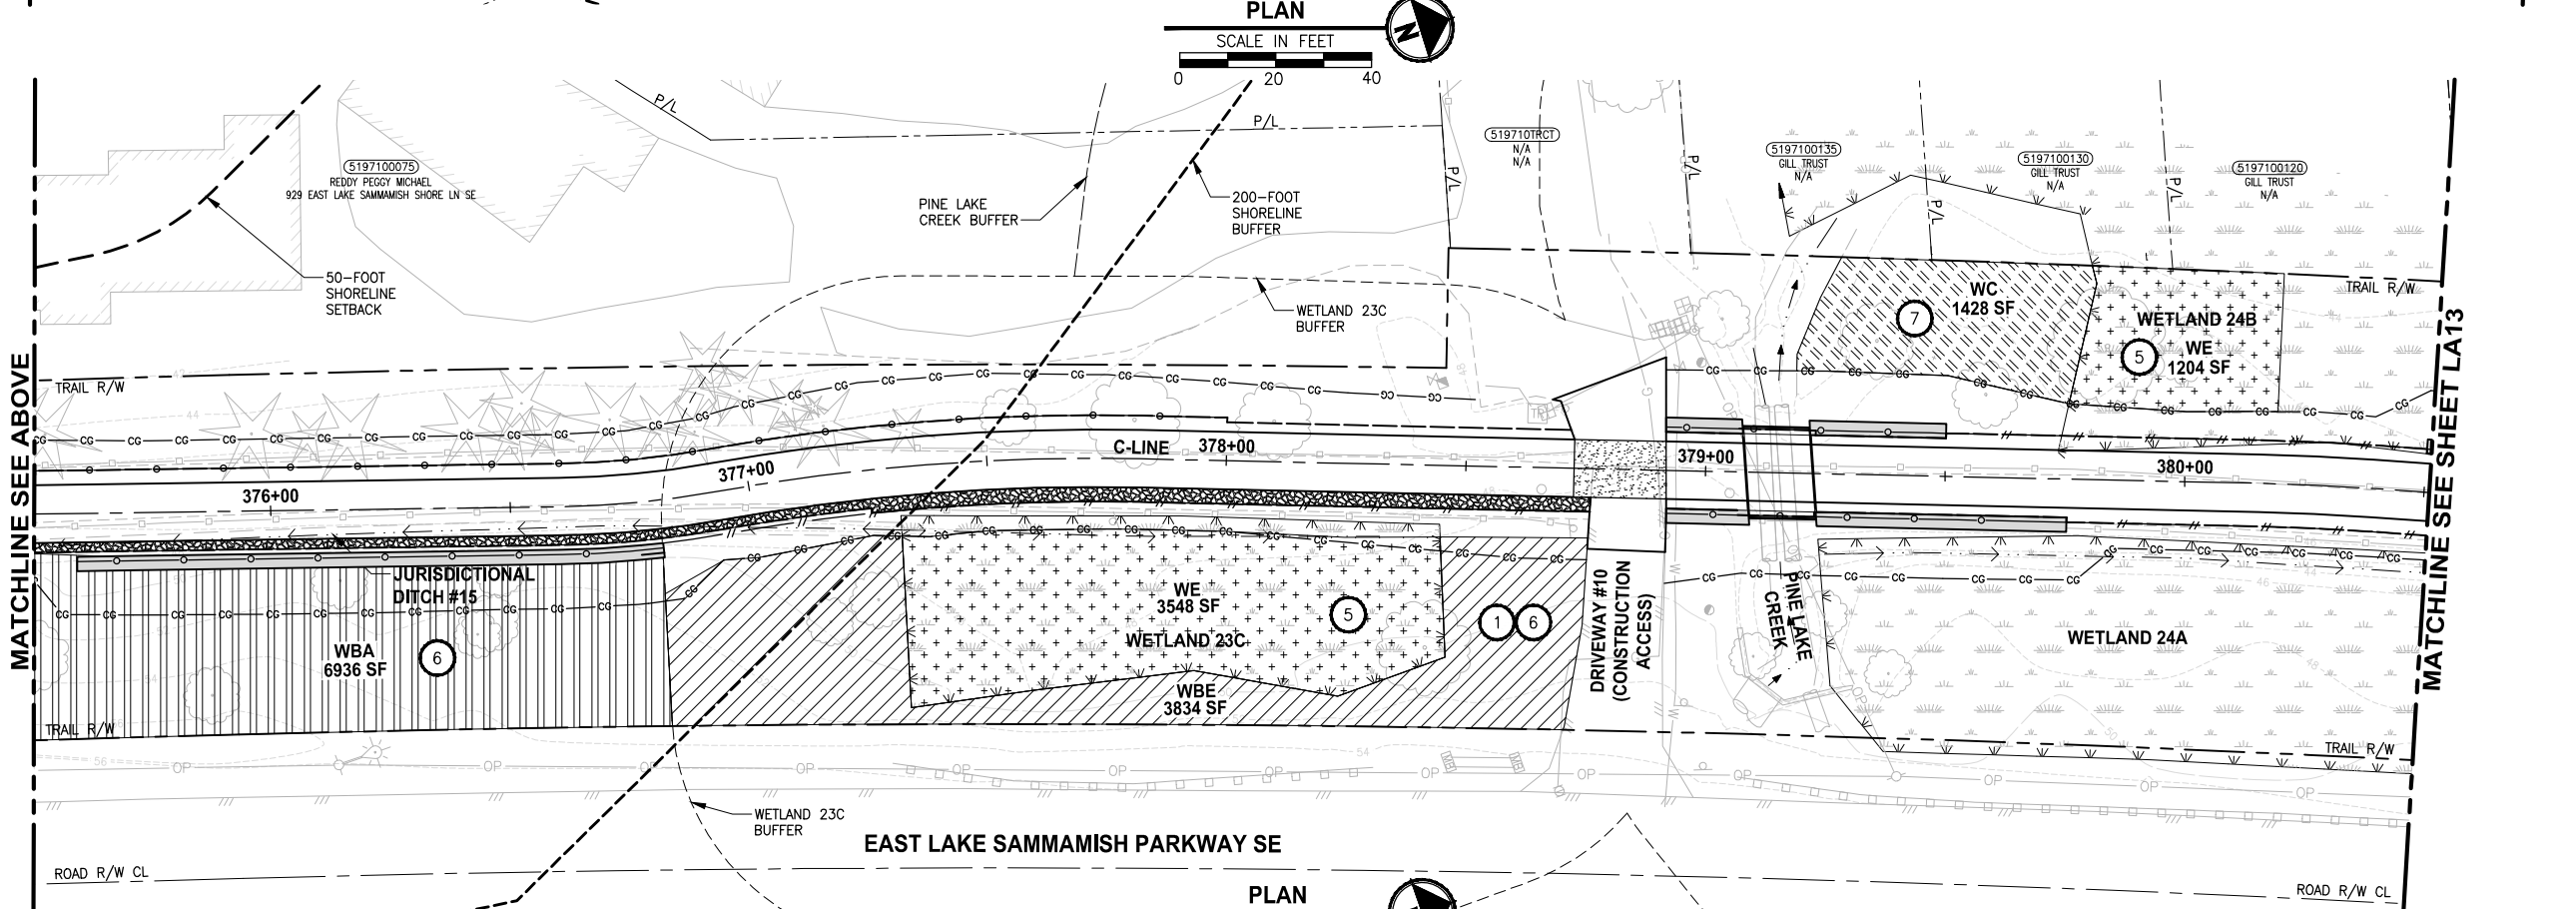 PLAN
SCALE IN FEET
N
0 20 40
MATCHLINE SEE ABOVE
5197100075
REDDY PEGGY MICHAEL
929 EAST LAKE SAMMAMISH SHORE LN SE
50-FOOT
SHORELINE
SETBACK
P/L
P/L
P/L
PINE LAKE
CREEK BUFFER
200-FOOT
SHORELINE
BUFFER
WETLAND 23C
BUFFER
519710TRCT
N/A
N/A
P/L
5197100135
GILL TRUST
N/A
P/L
5197100130
GILL TRUST
N/A
P/L
5197100120
GILL TRUST
N/A
TRAIL R/W
WC
1428 SF
7
WETLAND 24B
5
WE
1204 SF
TRAIL R/W
376+00
377+00
C-LINE 378+00
379+00
380+00
JURISDICTIONAL
DITCH #15
WBA
6936 SF
6
WE
3548 SF
5
WETLAND 23C
WBE
3834 SF
1 6
DRIVEWAY #10
(CONSTRUCTION
ACCESS)
PINE LAKE
CREEK
WETLAND 24A
TRAIL R/W
TRAIL R/W
WETLAND 23C
BUFFER
EAST LAKE SAMMAMISH PARKWAY SE
ROAD R/W CL
ROAD R/W CL
MATCHLINE SEE SHEET LA13
PLAN